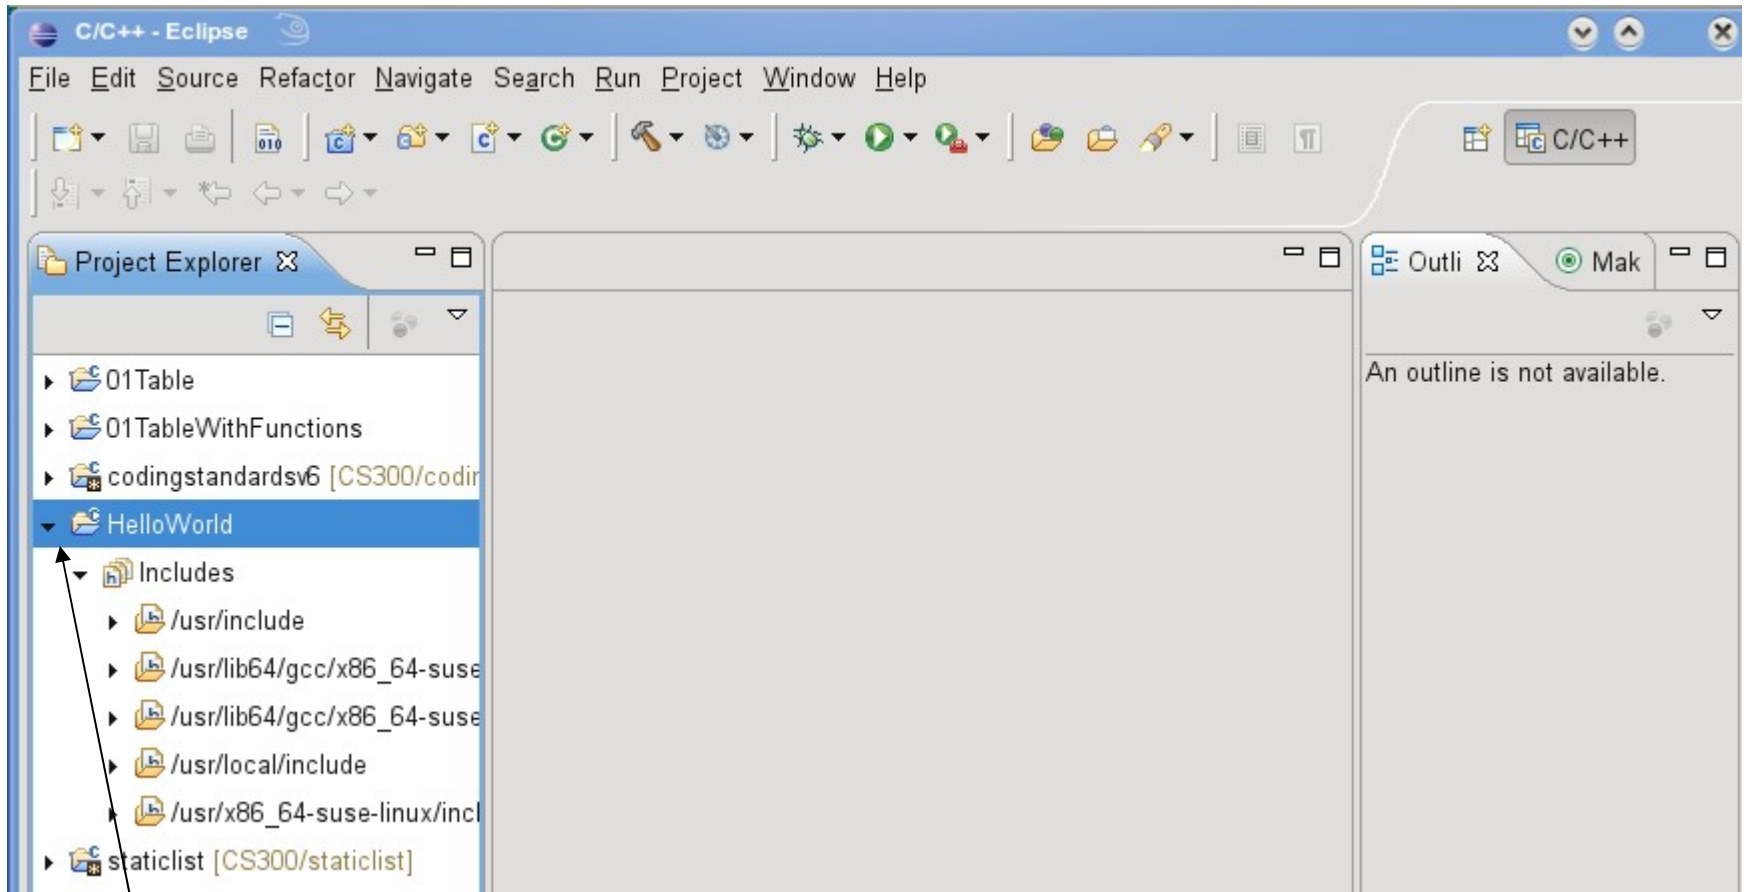 C/C++ - Eclipse
File Edit Source Refactor Navigate Search Run Project Window Help
010
C/C++
Project Explorer
Outli
Mak
An outline is not available.
01Table
01TableWithFunctions
codingstandardsv6 [CS300/codin
HelloWorld
Includes
/usr/include
/usr/lib64/gcc/x86_64-suse
/usr/lib64/gcc/x86_64-suse
/usr/local/include
/usr/x86_64-suse-linux/incl
staticlist [CS300/staticlist]